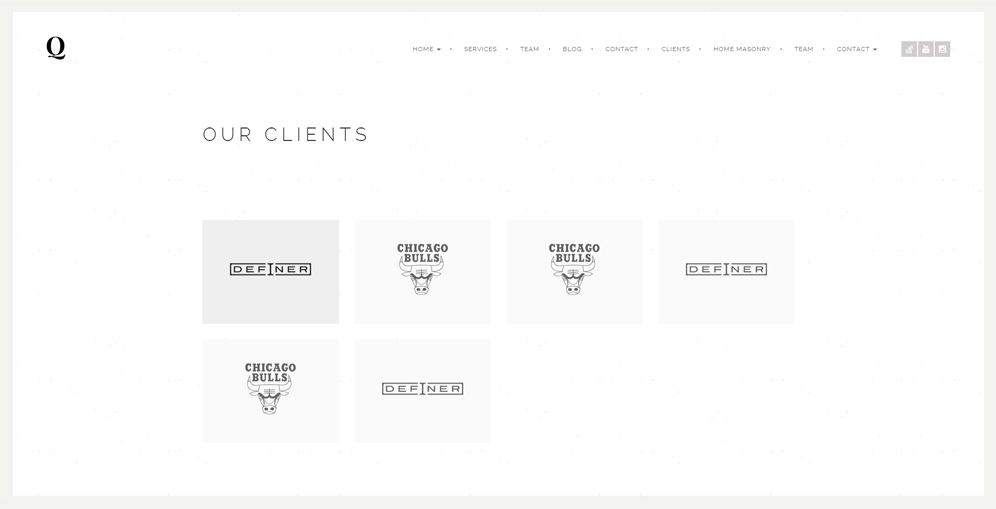 Q
HOME • SERVICES • TEAM • BLOG • CONTACT • CLIENTS • HOME MASONRY • TEAM • CONTACT
OUR CLIENTS
DEFINER
CHICAGO
BULLS
CHICAGO
BULLS
DEFINER
CHICAGO
BULLS
DEFINER